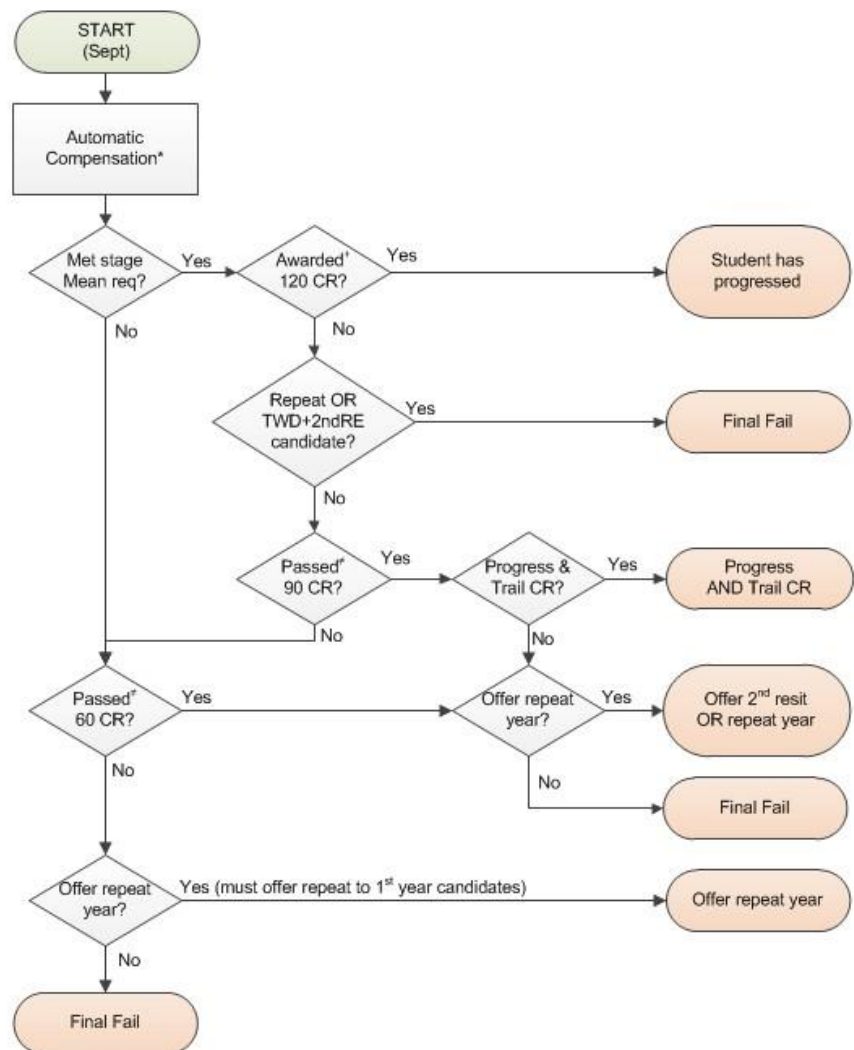 START
(Sept)
Automatic
Compensation*
Met stage
Mean req?
Yes
Awarded†
120 CR?
Yes
Student has
progressed
No
No
Repeat OR
TWD+2ndRE
candidate?
Yes
Final Fail
No
Passed≠
90 CR?
Yes
Progress &
Trail CR?
Yes
Progress
AND Trail CR
No
No
Passed≠
60 CR?
Yes
Offer repeat
year?
Yes
Offer 2nd resit
OR repeat year
No
No
Final Fail
Offer repeat
year?
Yes (must offer repeat to 1st year candidates)
Offer repeat year
No
Final Fail